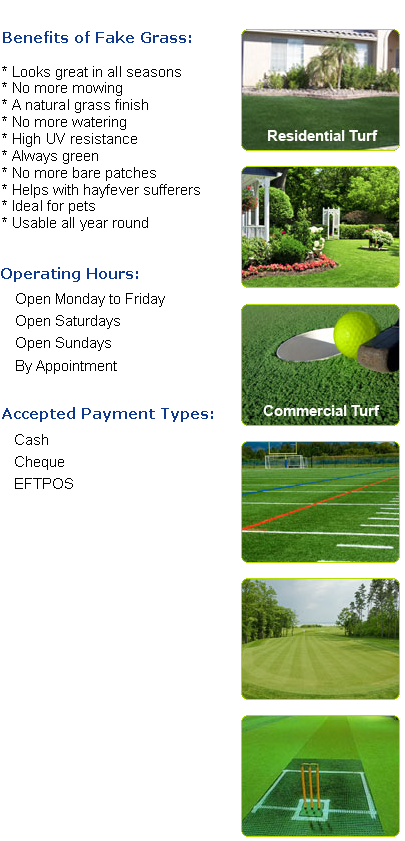 Benefits of Fake Grass:
* Looks great in all seasons
* No more mowing
* A natural grass finish
* No more watering
* High UV resistance
* Always green
* No more bare patches
* Helps with hayfever sufferers
* Ideal for pets
* Usable all year round
Operating Hours:
Open Monday to Friday
Open Saturdays
Open Sundays
By Appointment
Accepted Payment Types:
Cash
Cheque
EFTPOS
Residential Turf
Commercial Turf